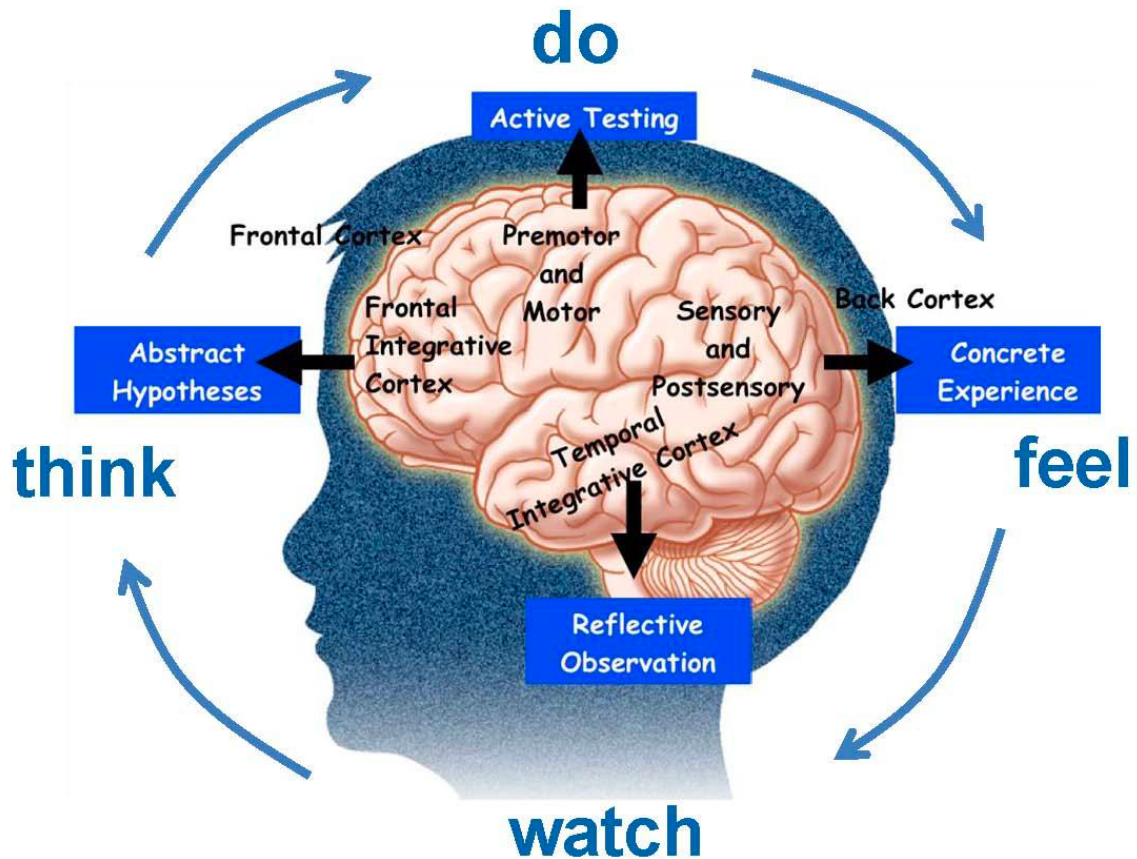 do
Active Testing
Frontal Cortex
Premotor
and
Motor
Back Cortex
Frontal
Integrative
Cortex
Sensory
and
Postsensory
Abstract
Hypotheses
Concrete
Experience
think
feel
Temporal
Integrative Cortex
Reflective
Observation
watch